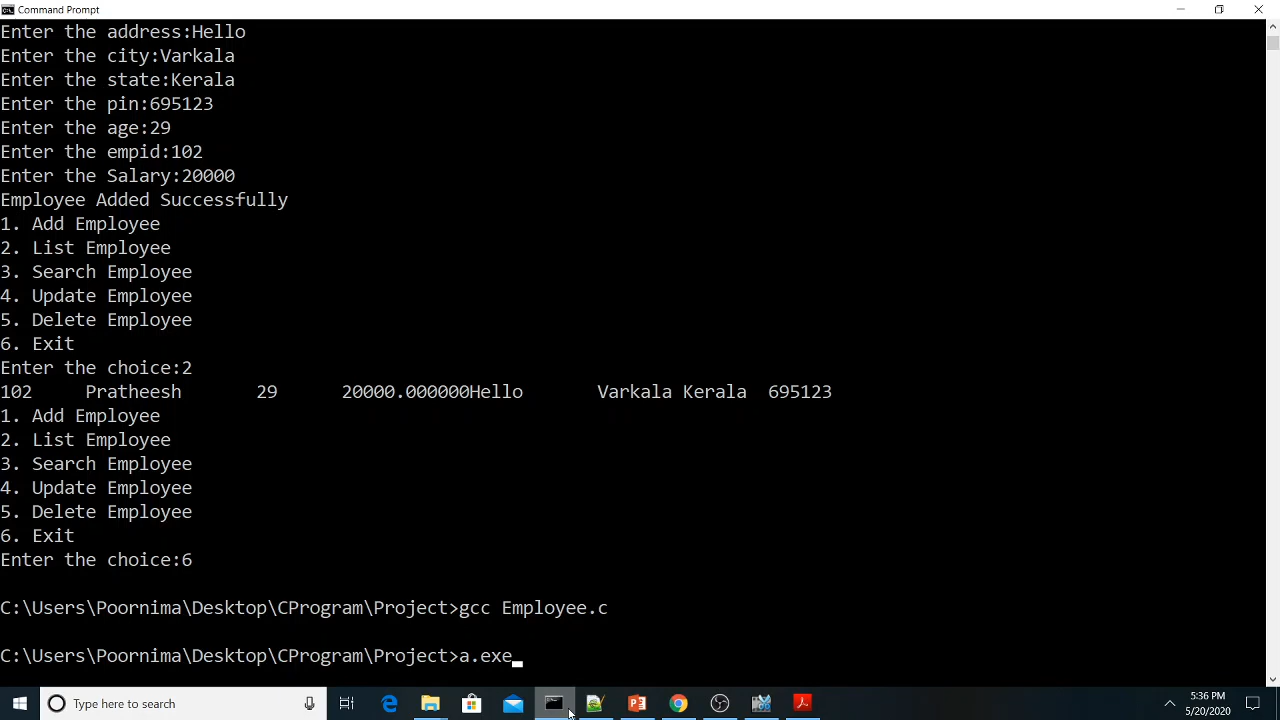 Command Prompt
Enter the address:Hello
Enter the city:Varkala
Enter the state:Kerala
Enter the pin:695123
Enter the age:29
Enter the empid:102
Enter the Salary:20000
Employee Added Successfully
1. Add Employee
2. List Employee
3. Search Employee
4. Update Employee
5. Delete Employee
6. Exit
Enter the choice:2
102     Pratheesh       29      20000.000000Hello       Varkala Kerala  695123
1. Add Employee
2. List Employee
3. Search Employee
4. Update Employee
5. Delete Employee
6. Exit
Enter the choice:6
C:\Users\Poornima\Desktop\CProgram\Project>gcc Employee.c
C:\Users\Poornima\Desktop\CProgram\Project>a.exe
Type here to search
5:36 PM
5/20/2020